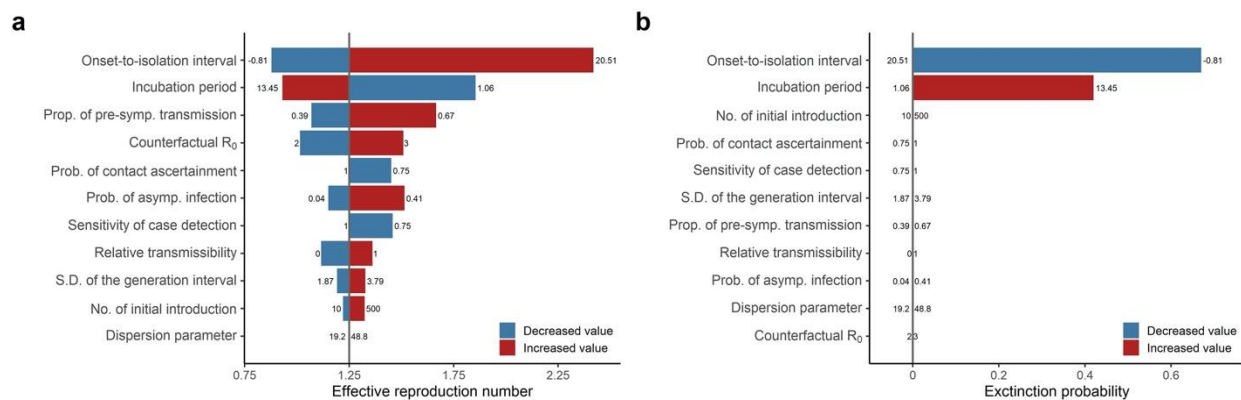 a
Onset-to-isolation interval
-0.81
20.51
Incubation period
13.45
1.06
Prop. of pre-symp. transmission
0.39
0.67
Counterfactual R₀
2
3
Prob. of contact ascertainment
1
0.75
Prob. of asymp. infection
0.04
0.41
Sensitivity of case detection
1
0.75
Relative transmissibility
0
1
S.D. of the generation interval
1.87
3.79
No. of initial introduction
10
500
Dispersion parameter
19.2
48.8
Decreased value
Increased value
0.75
1.25
1.75
2.25
Effective reproduction number
b
Onset-to-isolation interval
20.51
-0.81
Incubation period
1.06
13.45
No. of initial introduction
10
500
Prob. of contact ascertainment
0.75
1
Sensitivity of case detection
0.75
1
S.D. of the generation interval
1.87
3.79
Prop. of pre-symp. transmission
0.39
0.67
Relative transmissibility
0
1
Prob. of asymp. infection
0.04
0.41
Dispersion parameter
19.2
48.8
Counterfactual R₀
2
3
Decreased value
Increased value
0
0.2
0.4
0.6
Exctinction probability